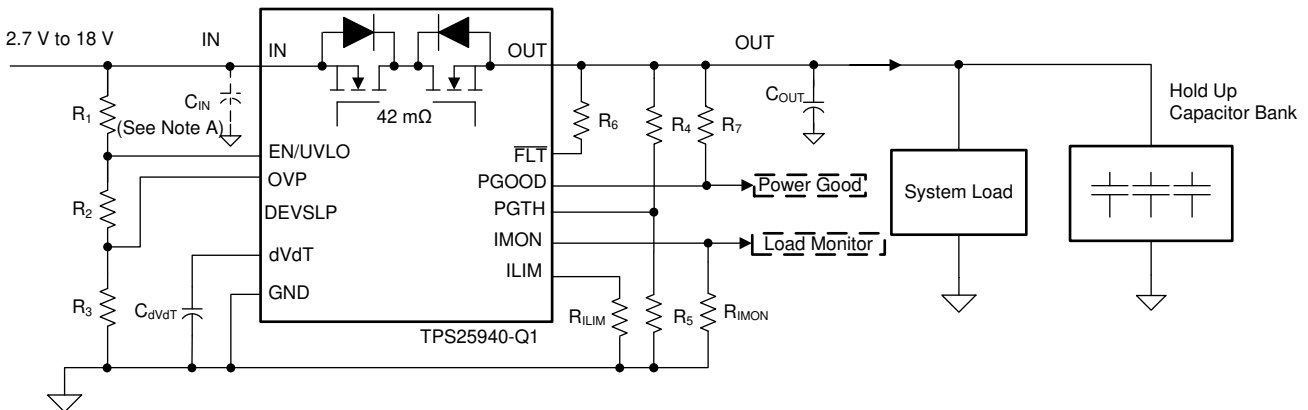 2.7 V to 18 V
IN
IN
OUT
OUT
42 mΩ
R1
CIN
(See Note A)
R2
R3
CdVdT
EN/UVLO
OVP
DEVSLP
dVdT
GND
FLT
PGOOD
PGTH
IMON
ILIM
TPS25940-Q1
R6
R4
R7
COUT
Power Good
Load Monitor
RILIM
R5
RIMON
System Load
Hold Up
Capacitor Bank